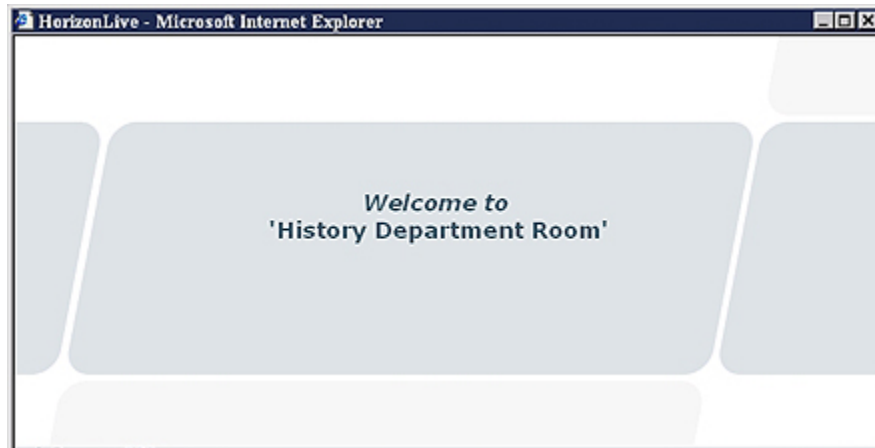 HorizonLive - Microsoft Internet Explorer
Welcome to
'History Department Room'